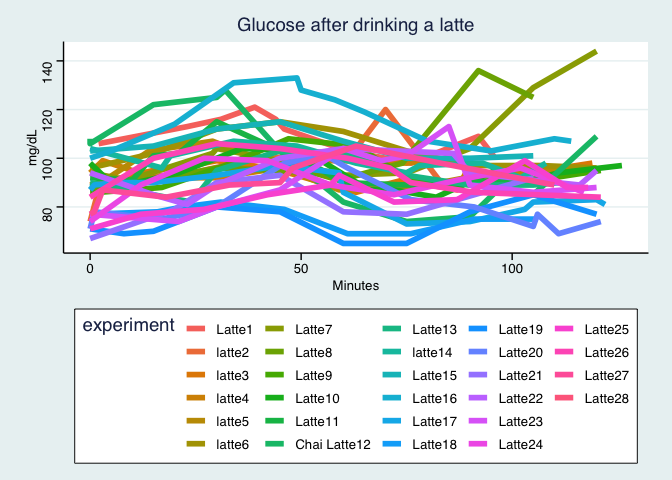 Glucose after drinking a latte
mg/dL
140
120
100
80
0 50 100
Minutes
experiment
Latte1 Latte7 Latte13 Latte19 Latte25
latte2 Latte8 latte14 Latte20 Latte26
latte3 Latte9 Latte15 Latte21 Latte27
latte4 Latte10 Latte16 Latte22 Latte28
latte5 Latte11 Latte17 Latte23
latte6 Chai Latte12 Latte18 Latte24